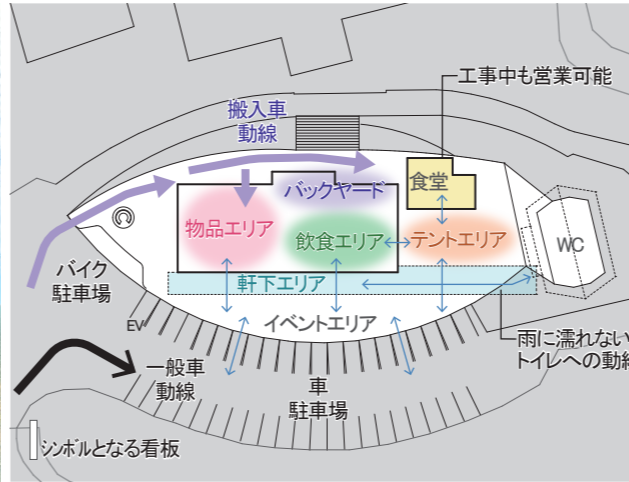 工事中も営業可能
搬入車
動線
食堂
バックヤード
物品エリア
飲食エリア
テントエリア
WC
バイク
駐車場
軒下エリア
イベントエリア
EV
雨に濡れない
トイレへの動線
一般車
動線
車
駐車場
シンボルとなる看板